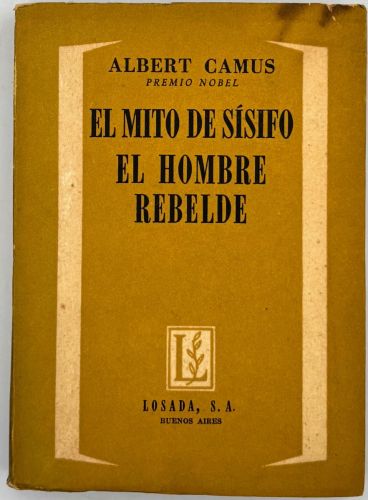 ALBERT CAMUS
PREMIO NOBEL
EL MITO DE SÍSIFO
EL HOMBRE
REBELDE
L
LOSADA, S. A.
BUENOS AIRES